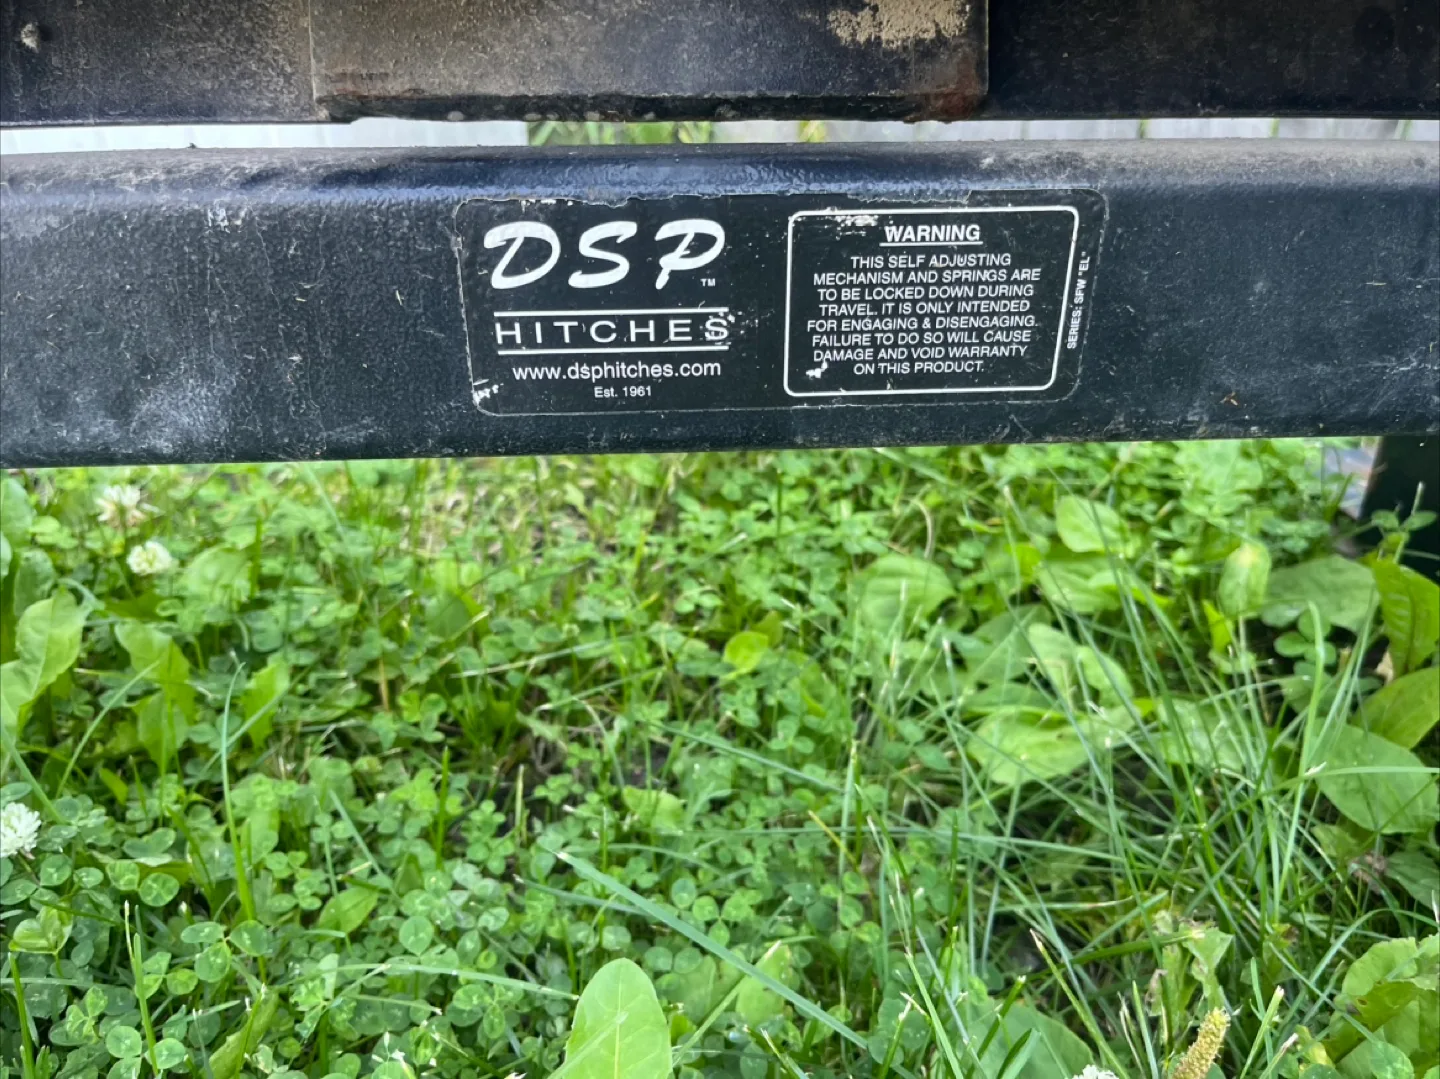 DSP
™
HITCHES
www.dsphitches.com
Est. 1961
WARNING
THIS SELF ADJUSTING
MECHANISM AND SPRINGS ARE
TO BE LOCKED DOWN DURING
TRAVEL. IT IS ONLY INTENDED
FOR ENGAGING & DISENGAGING.
FAILURE TO DO SO WILL CAUSE
DAMAGE AND VOID WARRANTY
ON THIS PRODUCT.
SERIES: SFW "EL"